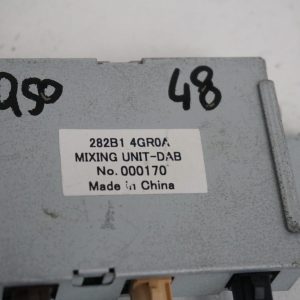 Q50 48
282B1 4GR0A
MIXING UNIT-DAB
No. 000170
Made in China